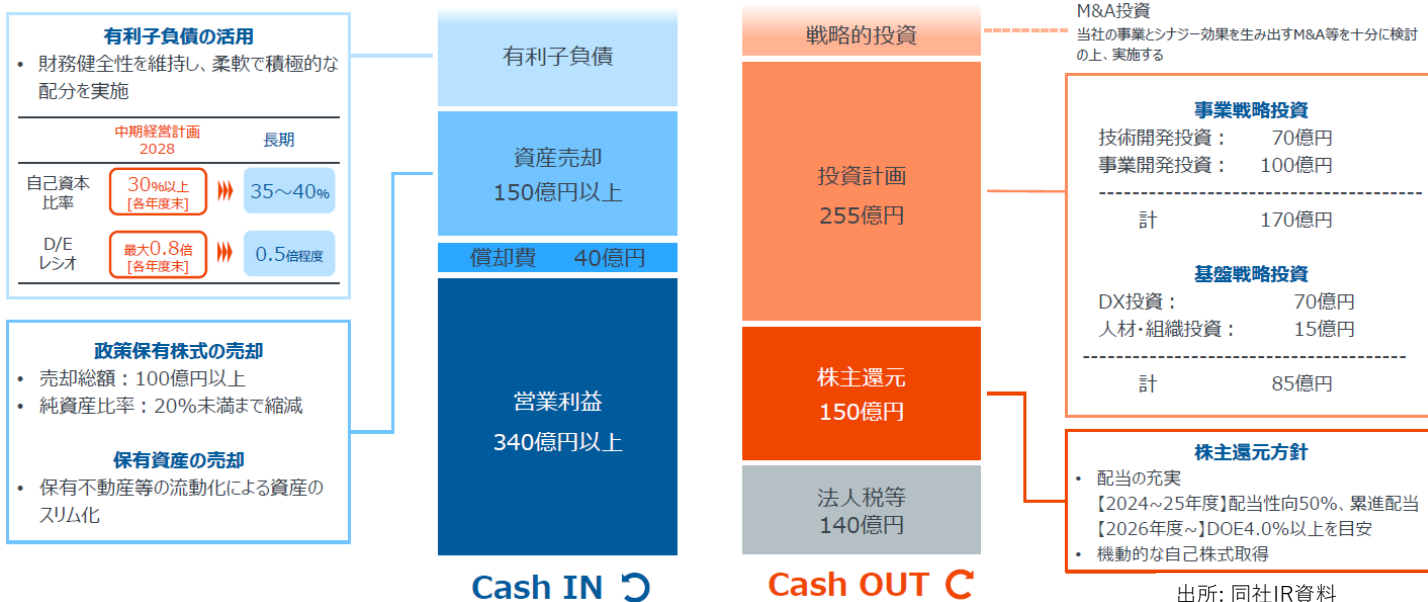 有利子負債の活用
• 財務健全性を維持し、柔軟で積極的な
配分を実施
中期経営計画
2028
長期
自己資本
比率
30%以上
[各年度末]
35～40%
D/E
レシオ
最大0.8倍
[各年度末]
0.5倍程度
政策保有株式の売却
• 売却総額：100億円以上
• 純資産比率：20%未満まで縮減
保有資産の売却
• 保有不動産等の流動化による資産の
スリム化
有利子負債
資産売却
150億円以上
償却費 40億円
営業利益
340億円以上
Cash IN
戦略的投資
投資計画
255億円
株主還元
150億円
法人税等
140億円
Cash OUT
M&A投資
当社の事業とシナジー効果を生み出すM&A等を十分に検討
の上、実施する
事業戦略投資
技術開発投資： 70億円
事業開発投資： 100億円
計 170億円
基盤戦略投資
DX投資： 70億円
人材・組織投資： 15億円
計 85億円
株主還元方針
• 配当の充実
【2024~25年度】配当性向50%、累進配当
【2026年度~】DOE4.0%以上を目安
• 機動的な自己株式取得
出所: 同社IR資料